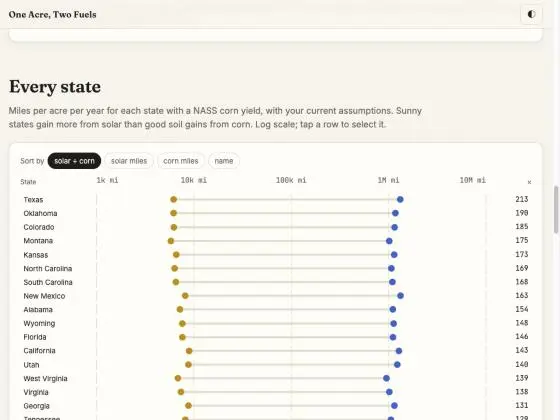 One Acre, Two Fuels
Every state
Miles per acre per year for each state with a NASS corn yield, with your current assumptions. Sunny
states gain more from solar than good soil gains from corn. Log scale; tap a row to select it.
Sort by solar ÷ corn solar miles corn miles name
State 1k mi 10k mi 100k mi 1M mi 10M mi ×
Texas 213
Oklahoma 190
Colorado 185
Montana 175
Kansas 173
North Carolina 169
South Carolina 168
New Mexico 163
Alabama 154
Wyoming 148
Florida 146
California 143
Utah 140
West Virginia 139
Virginia 138
Georgia 131
Tennessee 129